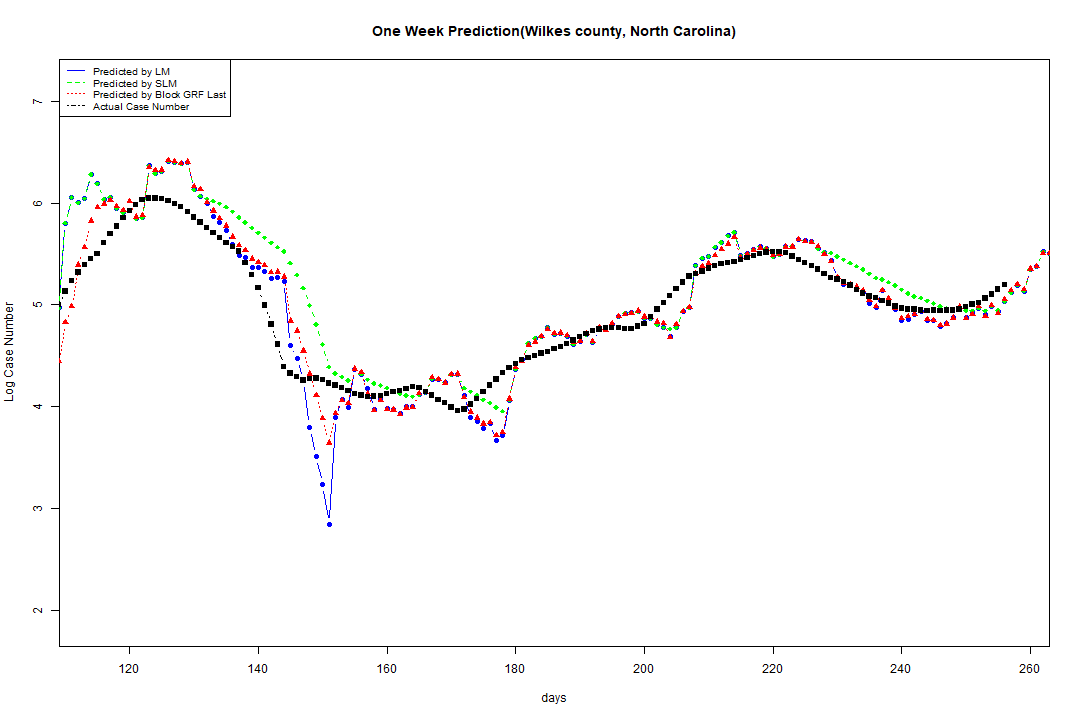 One Week Prediction(Wilkes county, North Carolina)
Predicted by LM
Predicted by SLM
Predicted by Block GRF Last
Actual Case Number
7
6
5
4
3
2
Log Case Number
120 140 160 180 200 220 240 260
days